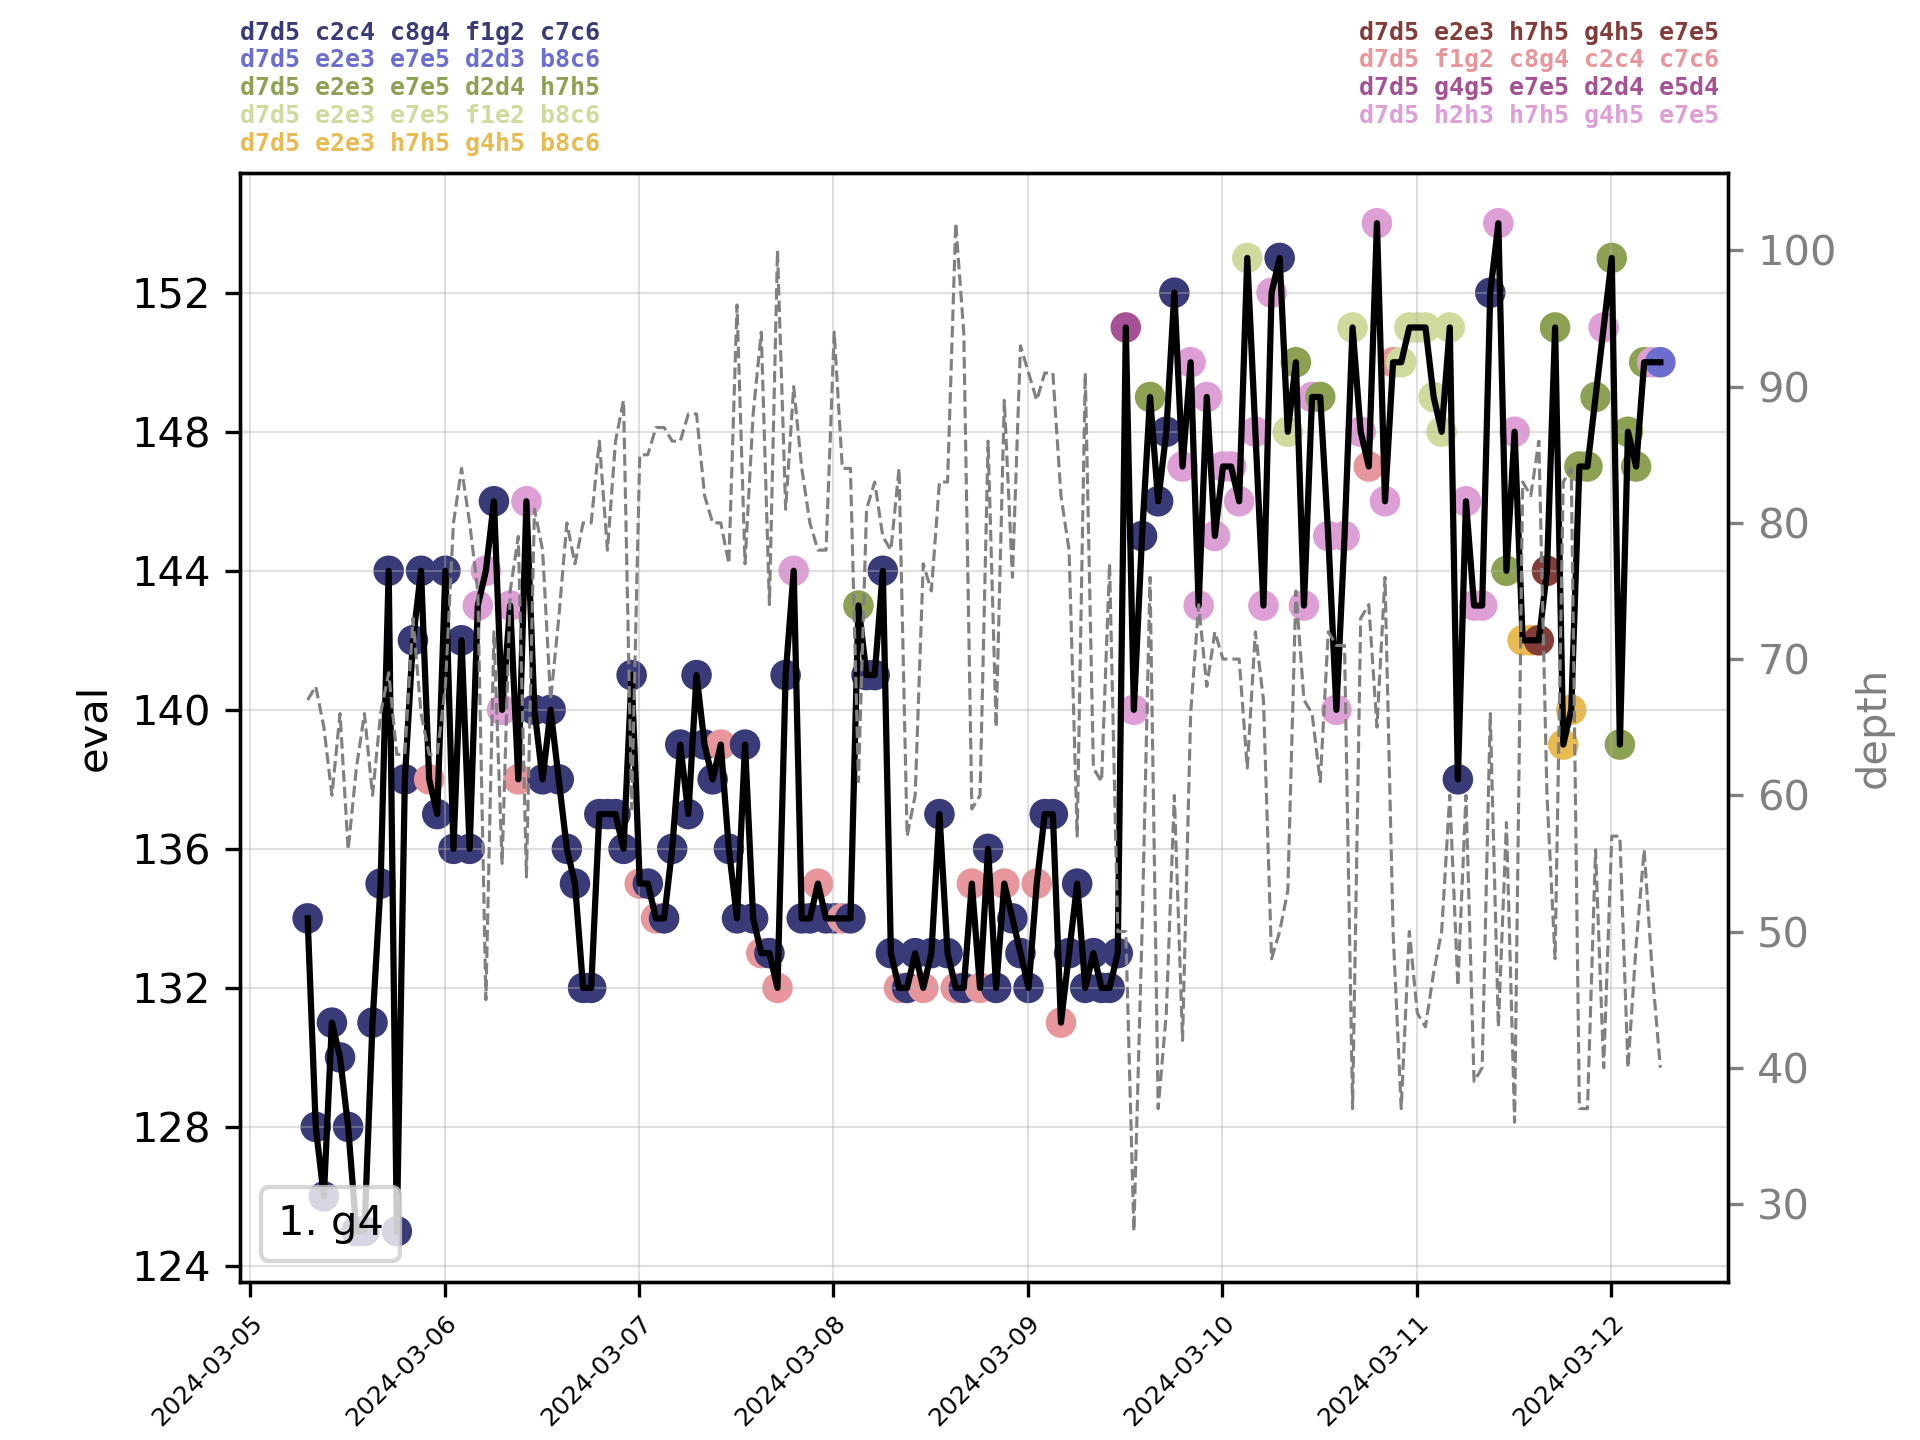 d7d5 c2c4 c8g4 f1g2 c7c6
d7d5 e2e3 e7e5 d2d3 b8c6
d7d5 e2e3 e7e5 d2d4 h7h5
d7d5 e2e3 e7e5 f1e2 b8c6
d7d5 e2e3 h7h5 g4h5 b8c6
d7d5 e2e3 h7h5 g4h5 e7e5
d7d5 f1g2 c8g4 c2c4 c7c6
d7d5 g4g5 e7e5 d2d4 e5d4
d7d5 h2h3 h7h5 g4h5 e7e5
eval
152
148
144
140
136
132
128
124
1. g4
100
90
80
70
60
50
40
30
depth
2024-03-05
2024-03-06
2024-03-07
2024-03-08
2024-03-09
2024-03-10
2024-03-11
2024-03-12